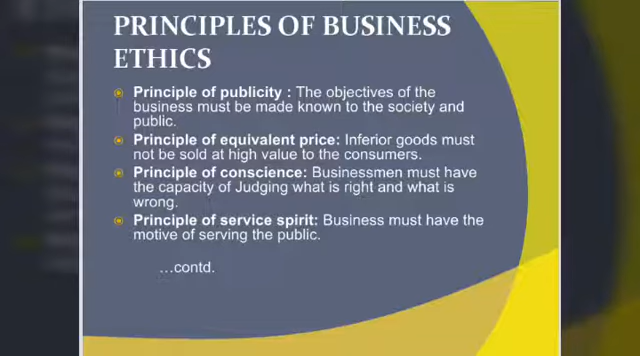 PRINCIPLES OF BUSINESS
ETHICS
Principle of publicity : The objectives of the
business must be made known to the society and
public.
Principle of equivalent price: Inferior goods must
not be sold at high value to the consumers.
Principle of conscience: Businessmen must have
the capacity of Judging what is right and what is
wrong.
Principle of service spirit: Business must have the
motive of serving the public.
...contd.